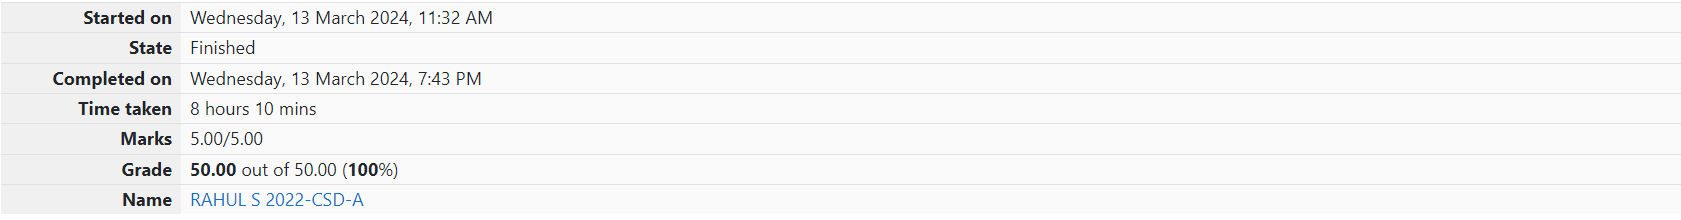 Started on Wednesday, 13 March 2024, 11:32 AM
State Finished
Completed on Wednesday, 13 March 2024, 7:43 PM
Time taken 8 hours 10 mins
Marks 5.00/5.00
Grade 50.00 out of 50.00 (100%)
Name RAHUL S 2022-CSD-A